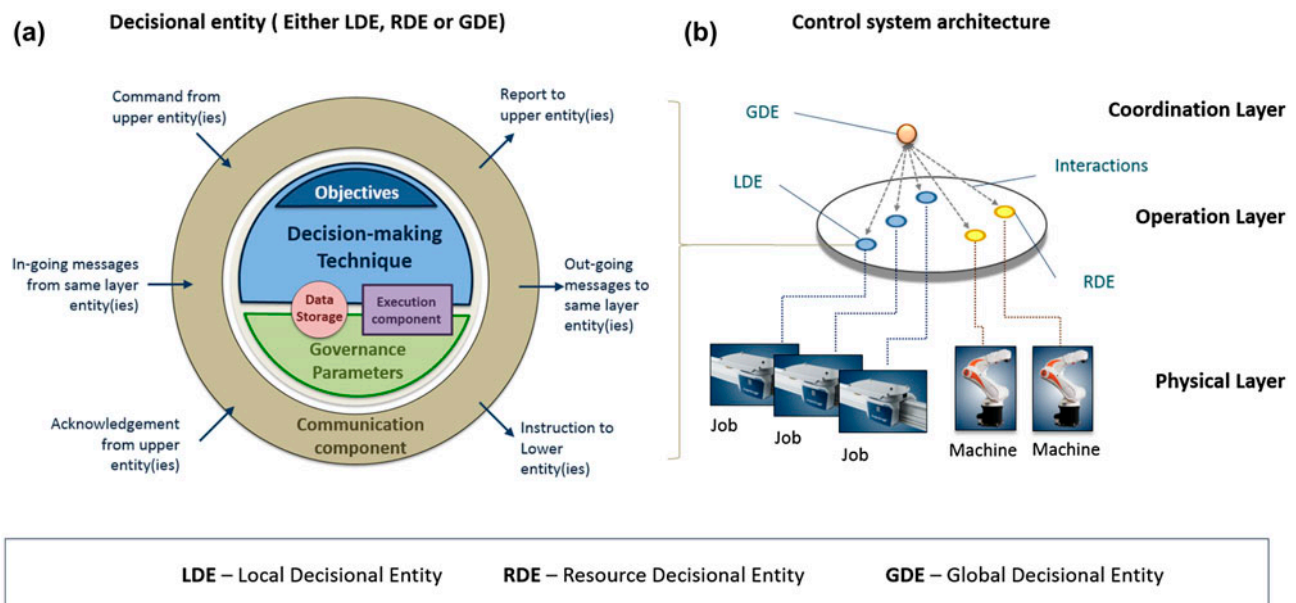 (a)
Decisional entity ( Either LDE, RDE or GDE)
Command from
upper entity(ies)
Report to
upper entity(ies)
Objectives
Decision-making
Technique
In-going messages
from same layer
entity(ies)
Out-going
messages to
same layer
entity(ies)
Data
Storage
Execution
component
Governance
Parameters
Acknowledgement
from upper
entity(ies)
Communication
component
Instruction to
Lower
entity(ies)
(b)
Control system architecture
GDE
Coordination Layer
LDE
Interactions
Operation Layer
RDE
Physical Layer
Job
Job
Job
Machine
Machine
LDE – Local Decisional Entity
RDE – Resource Decisional Entity
GDE – Global Decisional Entity